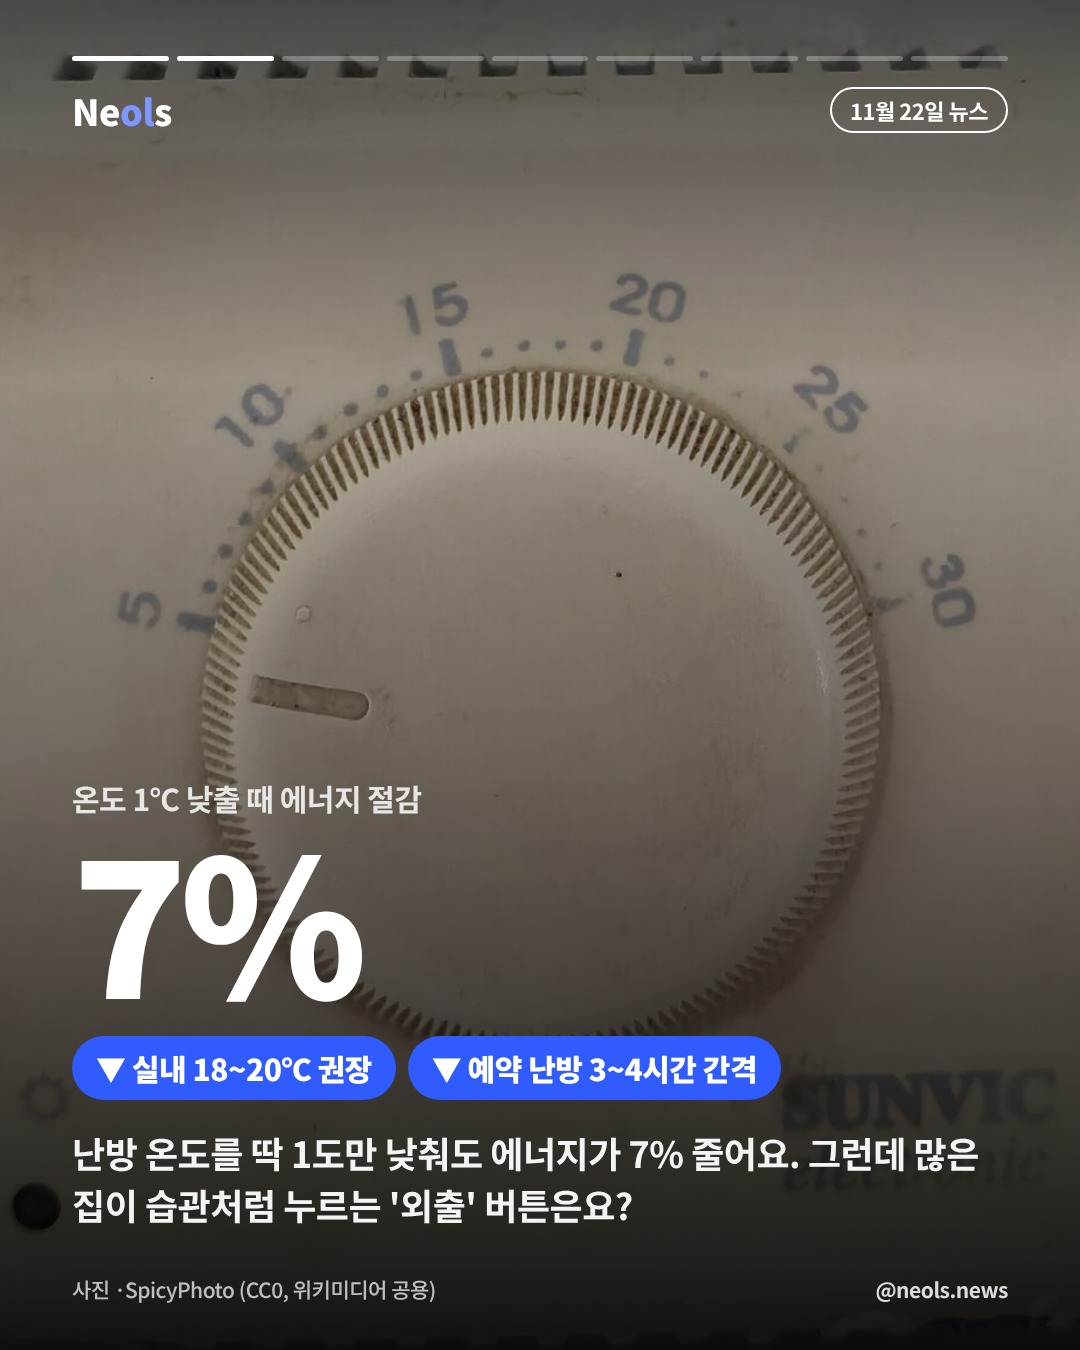 Neols
11월 22일 뉴스
15
20
10
25
5
30
온도 1℃ 낮출 때 에너지 절감
7%
▼ 실내 18~20℃ 권장
▼ 예약 난방 3~4시간 간격
SUNVIC
electronic
난방 온도를 딱 1도만 낮춰도 에너지가 7% 줄어요. 그런데 많은
집이 습관처럼 누르는 '외출' 버튼은요?
사진 · SpicyPhoto (CC0, 위키미디어 공용)
@neols.news